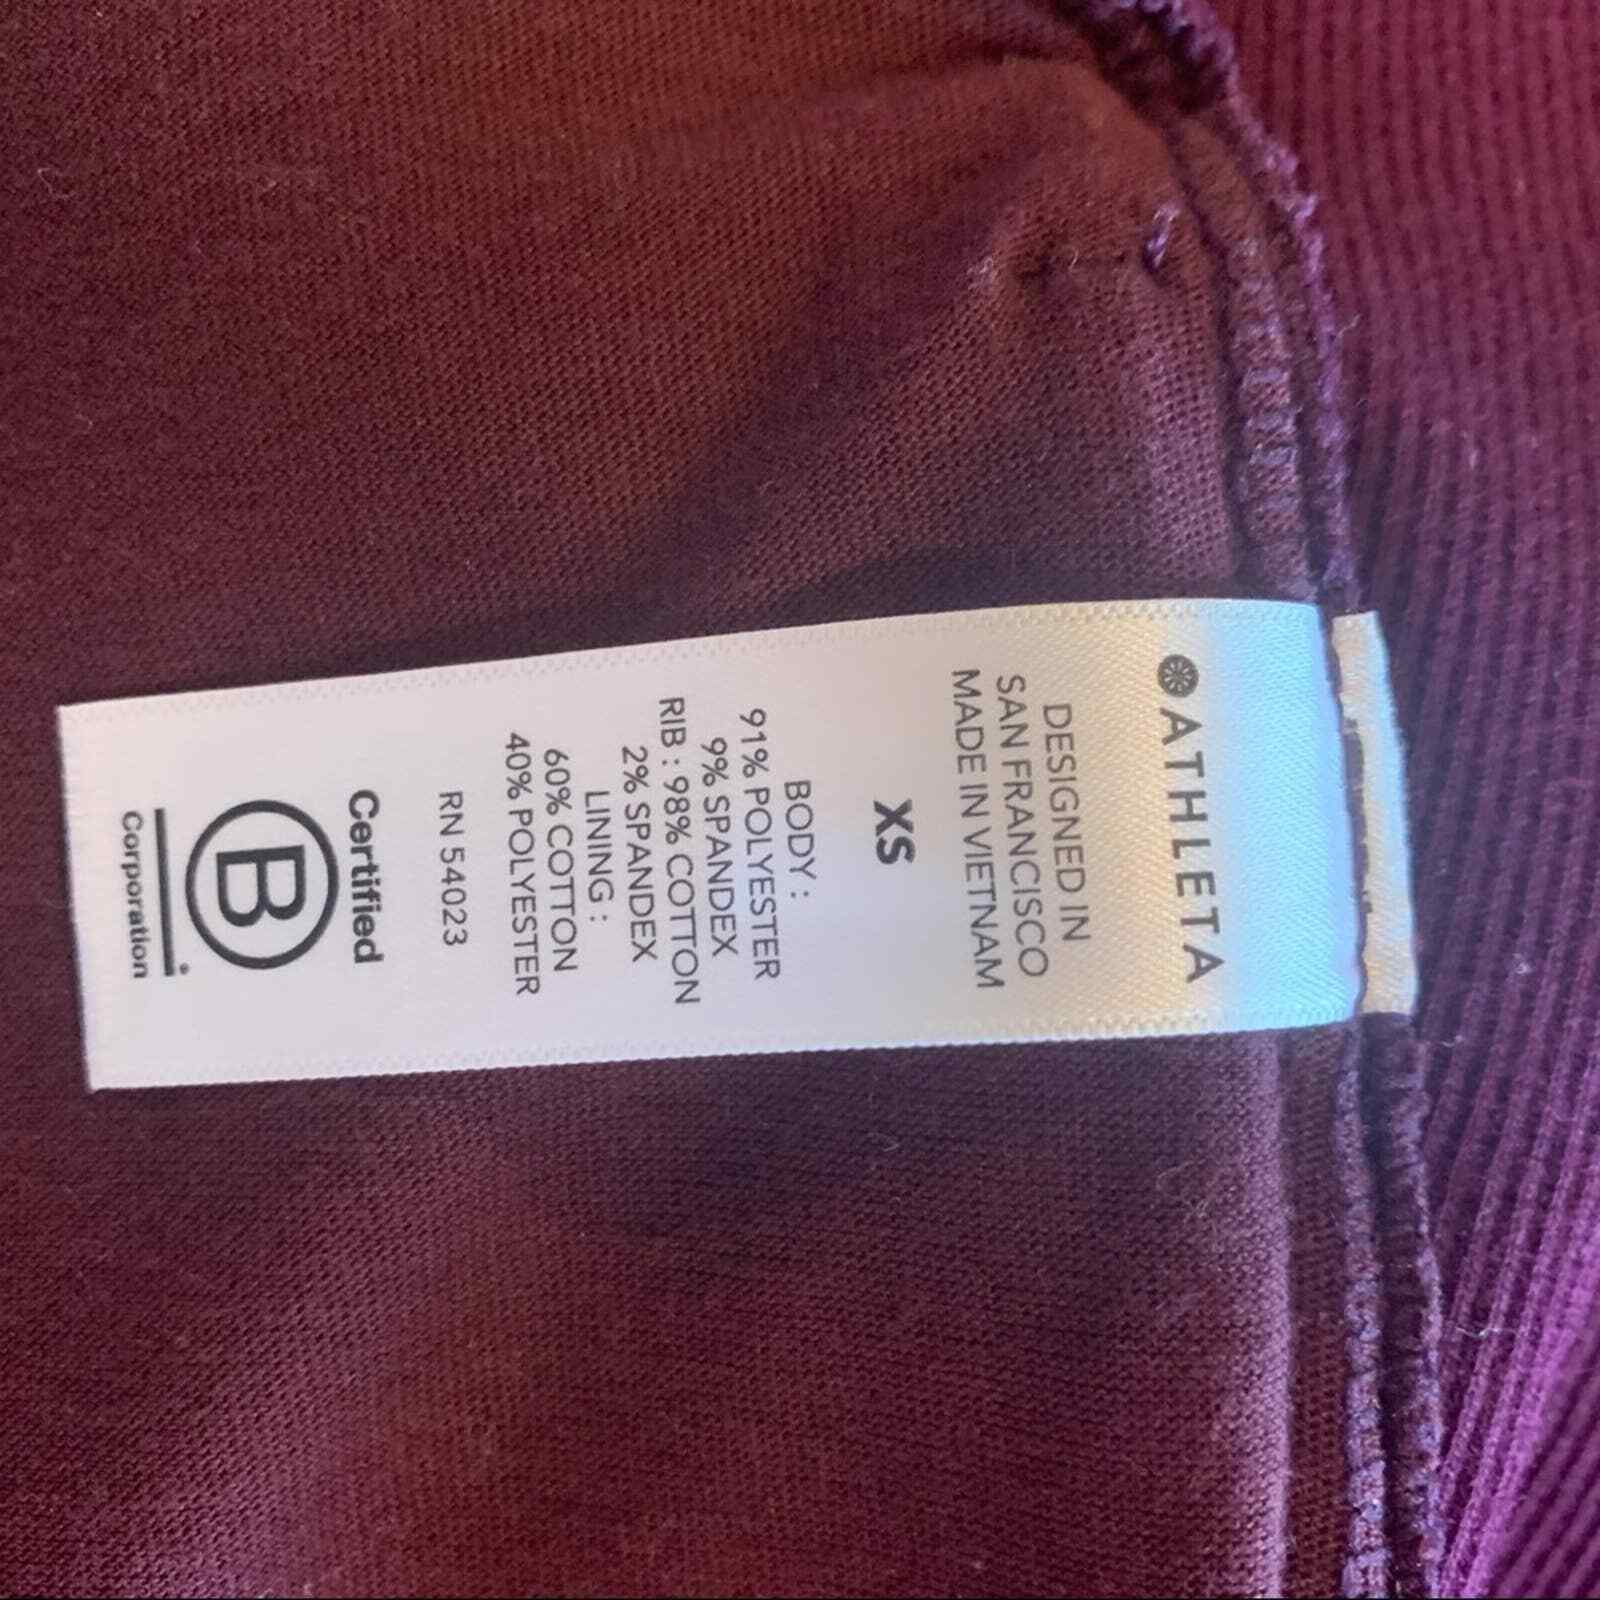 ATHLETA
DESIGNED IN
SAN FRANCISCO
MADE IN VIETNAM
XS
BODY :
91% POLYESTER
9% SPANDEX
RIB : 98% COTTON
2% SPANDEX
LINING :
60% COTTON
40% POLYESTER
RN 54023
Certified
B
Corporation